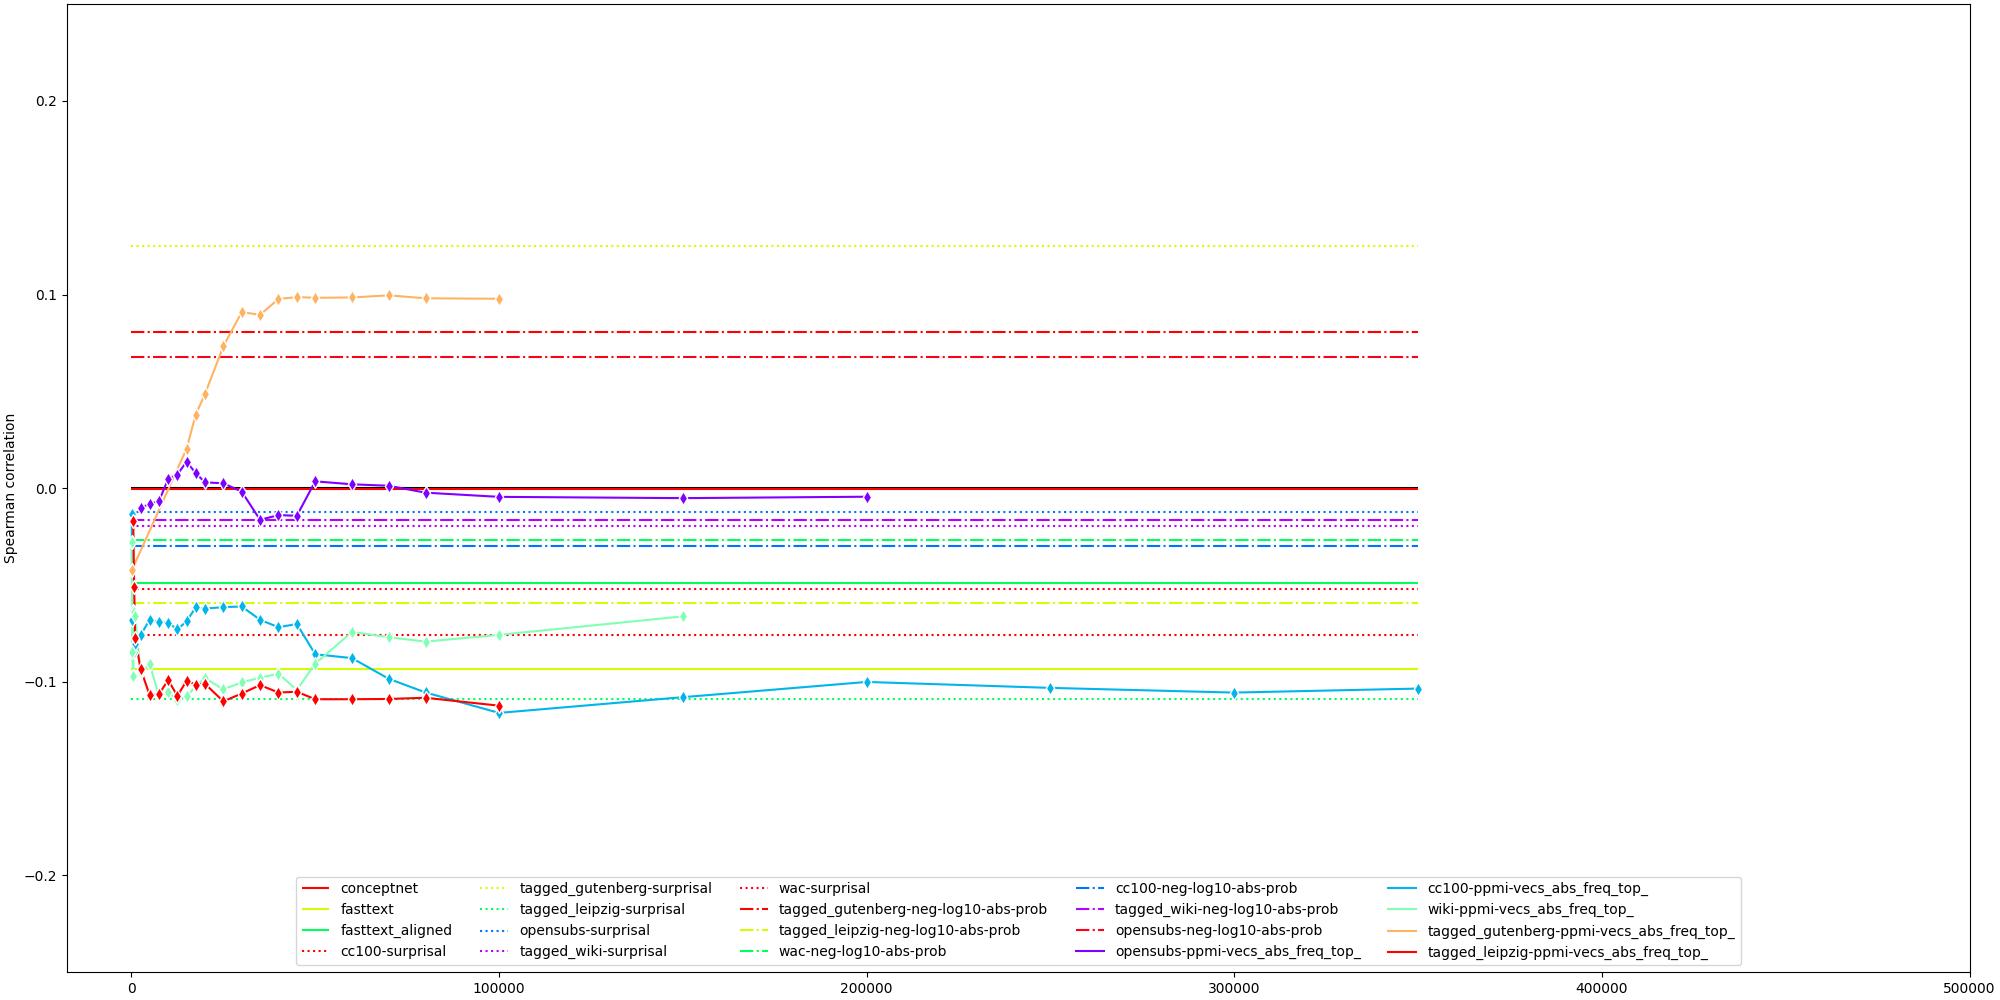 0.2
0.1
0.0
−0.1
−0.2
Spearman correlation
conceptnet
fasttext
fasttext_aligned
cc100-surprisal
tagged_gutenberg-surprisal
tagged_leipzig-surprisal
opensubs-surprisal
tagged_wiki-surprisal
wac-surprisal
tagged_gutenberg-neg-log10-abs-prob
tagged_leipzig-neg-log10-abs-prob
wac-neg-log10-abs-prob
cc100-neg-log10-abs-prob
tagged_wiki-neg-log10-abs-prob
opensubs-neg-log10-abs-prob
opensubs-ppmi-vecs_abs_freq_top_
cc100-ppmi-vecs_abs_freq_top_
wiki-ppmi-vecs_abs_freq_top_
tagged_gutenberg-ppmi-vecs_abs_freq_top_
tagged_leipzig-ppmi-vecs_abs_freq_top_
0 100000 200000 300000 400000 500000